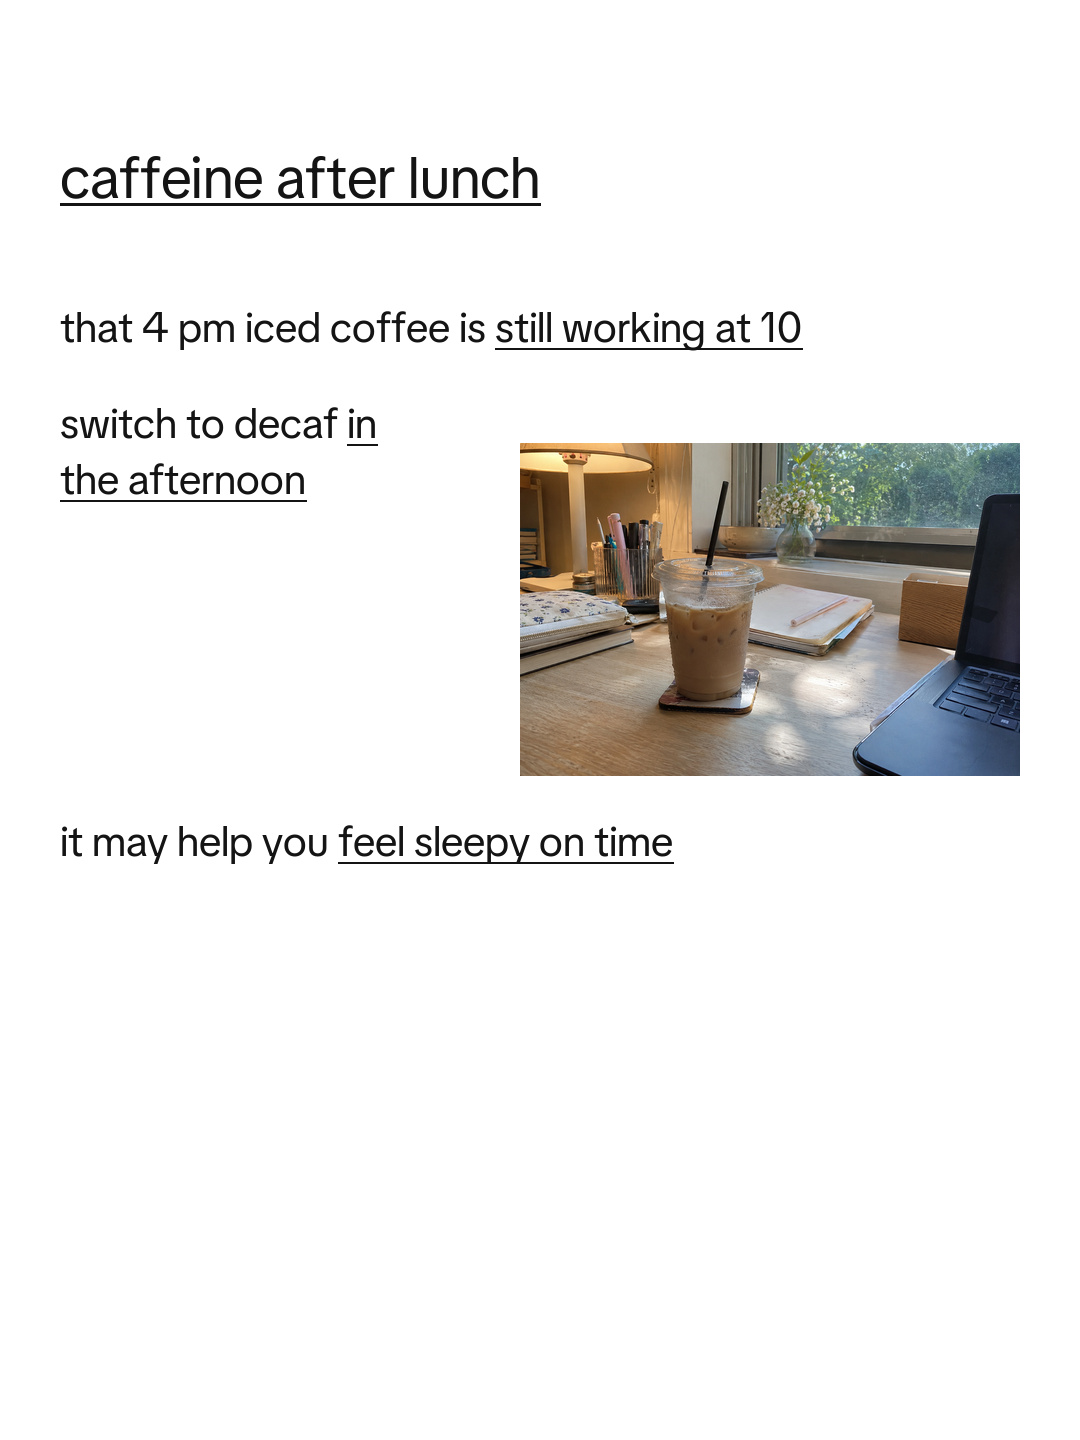 caffeine after lunch
that 4 pm iced coffee is still working at 10
switch to decaf in
the afternoon
it may help you feel sleepy on time